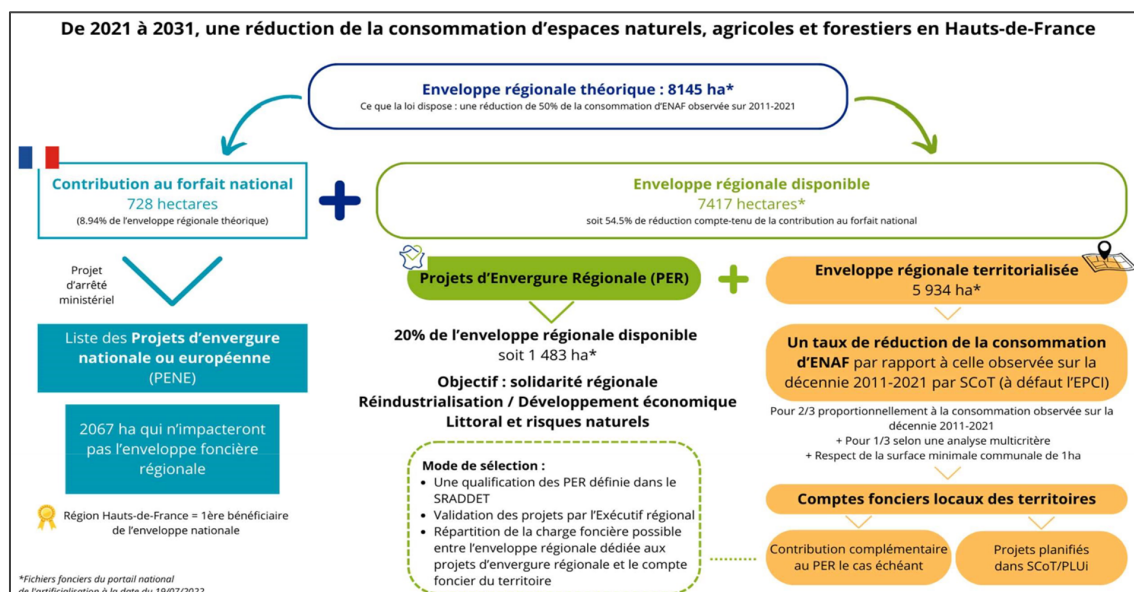 De 2021 à 2031, une réduction de la consommation d'espaces naturels, agricoles et forestiers en Hauts-de-France
Enveloppe régionale théorique : 8145 ha*
Ce que la loi dispose : une réduction de 50% de la consommation d'ENAF observée sur 2011-2021
Contribution au forfait national
728 hectares
(8.94% de l'enveloppe régionale théorique)
Enveloppe régionale disponible
7417 hectares*
soit 54.5% de réduction compte-tenu de la contribution au forfait national
Projet
d'arrêté
ministériel
Liste des Projets d'envergure
nationale ou européenne
(PENE)
2067 ha qui n'impacteront
pas l'enveloppe foncière
régionale
Région Hauts-de-France = 1ère bénéficiaire
de l'enveloppe nationale
Projets d'Envergure Régionale (PER)
20% de l'enveloppe régionale disponible
soit 1 483 ha*
Objectif : solidarité régionale
Réindustrialisation / Développement économique
Littoral et risques naturels
Mode de sélection :
• Une qualification des PER définie dans le
SRADDET
• Validation des projets par l'Exécutif régional
• Répartition de la charge foncière possible
entre l'enveloppe régionale dédiée aux
projets d'envergure régionale et le compte
foncier du territoire
Enveloppe régionale territorialisée
5 934 ha*
Un taux de réduction de la consommation
d'ENAF par rapport à celle observée sur la
décennie 2011-2021 par SCoT (à défaut l'EPCI)
Pour 2/3 proportionnellement à la consommation observée sur la
décennie 2011-2021
+ Pour 1/3 selon une analyse multicritère
+ Respect de la surface minimale communale de 1ha
Comptes fonciers locaux des territoires
Contribution complémentaire
au PER le cas échéant
Projets planifiés
dans SCoT/PLUi
*Fichiers fonciers du portail national
de l'artificialisation à la date du 19/07/2022